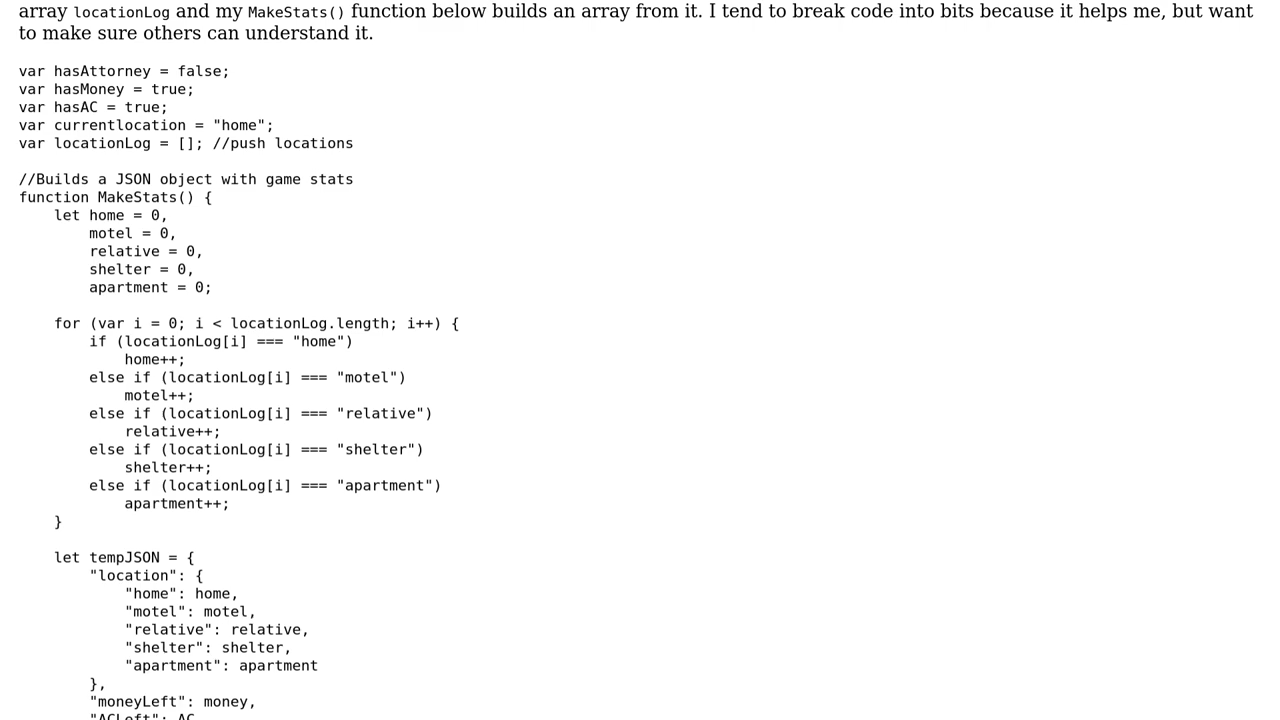 array locationLog and my MakeStats() function below builds an array from it. I tend to break code into bits because it helps me, but want
to make sure others can understand it.
var hasAttorney = false;
var hasMoney = true;
var hasAC = true;
var currentlocation = "home";
var locationLog = []; //push locations
//Builds a JSON object with game stats
function MakeStats() {
    let home = 0,
        motel = 0,
        relative = 0,
        shelter = 0,
        apartment = 0;
    for (var i = 0; i < locationLog.length; i++) {
        if (locationLog[i] === "home")
            home++;
        else if (locationLog[i] === "motel")
            motel++;
        else if (locationLog[i] === "relative")
            relative++;
        else if (locationLog[i] === "shelter")
            shelter++;
        else if (locationLog[i] === "apartment")
            apartment++;
    }
    let tempJSON = {
        "location": {
            "home": home,
            "motel": motel,
            "relative": relative,
            "shelter": shelter,
            "apartment": apartment
        },
        "moneyLeft": money,
        "ACLeft": AC